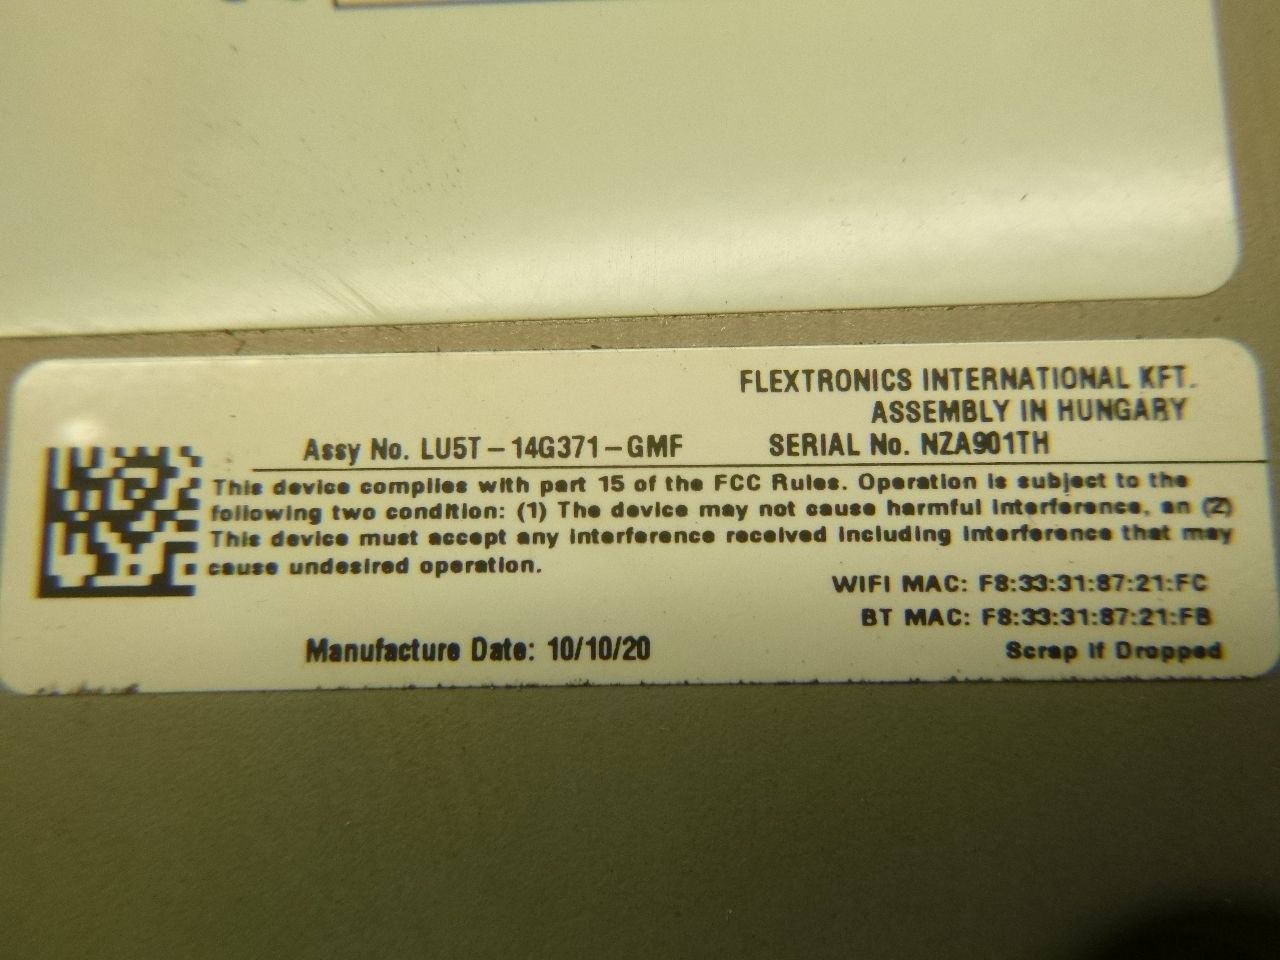 FLEXTRONICS INTERNATIONAL KFT.
ASSEMBLY IN HUNGARY
Assy No. LU5T-14G371-GMF SERIAL No. NZA901TH
This device complies with part 15 of the FCC Rules. Operation is subject to the
following two condition: (1) The device may not cause harmful interference, an (2)
This device must accept any interference received including interference that may
cause undesired operation.
WIFI MAC: F8:33:31:87:21:FC
BT MAC: F8:33:31:87:21:FB
Manufacture Date: 10/10/20 Scrap if Dropped